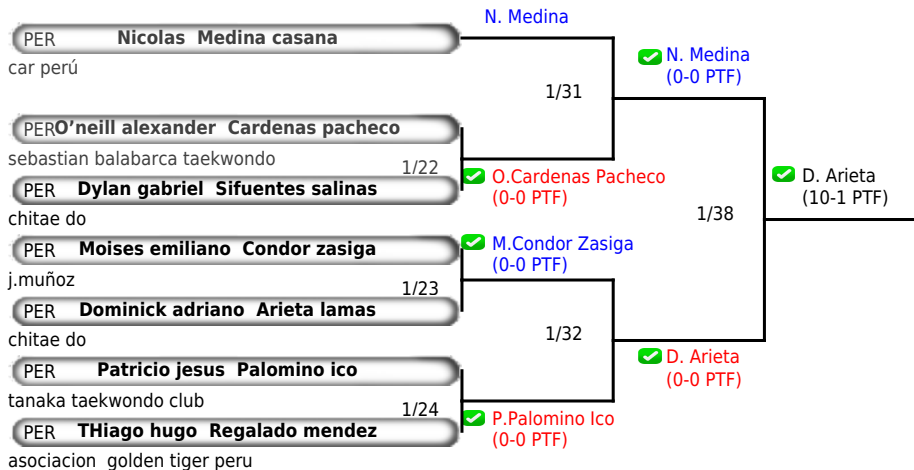 N. Medina
PER Nicolas Medina casana
car perú
N. Medina
(0-0 PTF)
1/31
PER O'neill alexander Cardenas pacheco
sebastian balabarca taekwondo
1/22
O.Cardenas Pacheco
(0-0 PTF)
D. Arieta
(10-1 PTF)
PER Dylan gabriel Sifuentes salinas
chitae do
1/38
PER Moises emiliano Condor zasiga
j.muñoz
M.Condor Zasiga
(0-0 PTF)
1/23
PER Dominick adriano Arieta lamas
chitae do
1/32
D. Arieta
(0-0 PTF)
PER Patricio jesus Palomino ico
tanaka taekwondo club
1/24
P.Palomino Ico
(0-0 PTF)
PER THiago hugo Regalado mendez
asociacion golden tiger peru